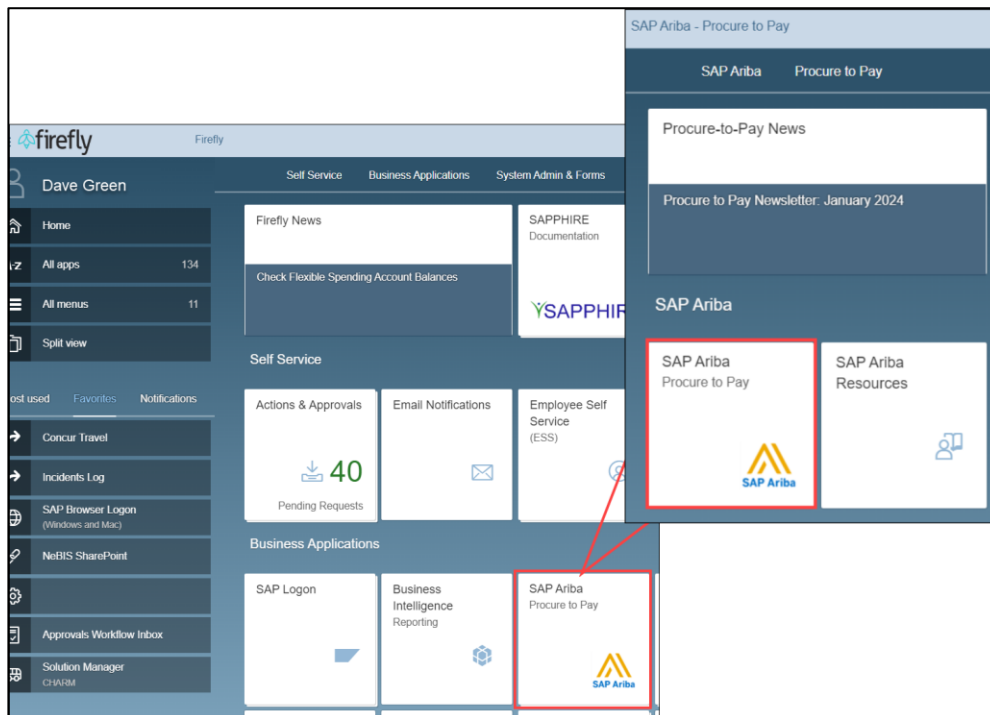 SAP Ariba - Procure to Pay
SAP Ariba Procure to Pay
Procure-to-Pay News
Procure to Pay Newsletter: January 2024
SAP Ariba
SAP Ariba
Procure to Pay
SAP Ariba
SAP Ariba
Resources
firefly
Firefly
Dave Green
Home
All apps 134
All menus 11
Split view
Favorites Notifications
Concur Travel
Incidents Log
SAP Browser Logon
(Windows and Mac)
NeBIS SharePoint
Approvals Workflow Inbox
Solution Manager
CHARM
Self Service Business Applications System Admin & Forms
Firefly News
Check Flexible Spending Account Balances
SAPPHIRE
Documentation
SAPPHIR
Self Service
Actions & Approvals
40
Pending Requests
Email Notifications
Employee Self
Service
(ESS)
Business Applications
SAP Logon
Business
Intelligence
Reporting
SAP Ariba
Procure to Pay
SAP Ariba